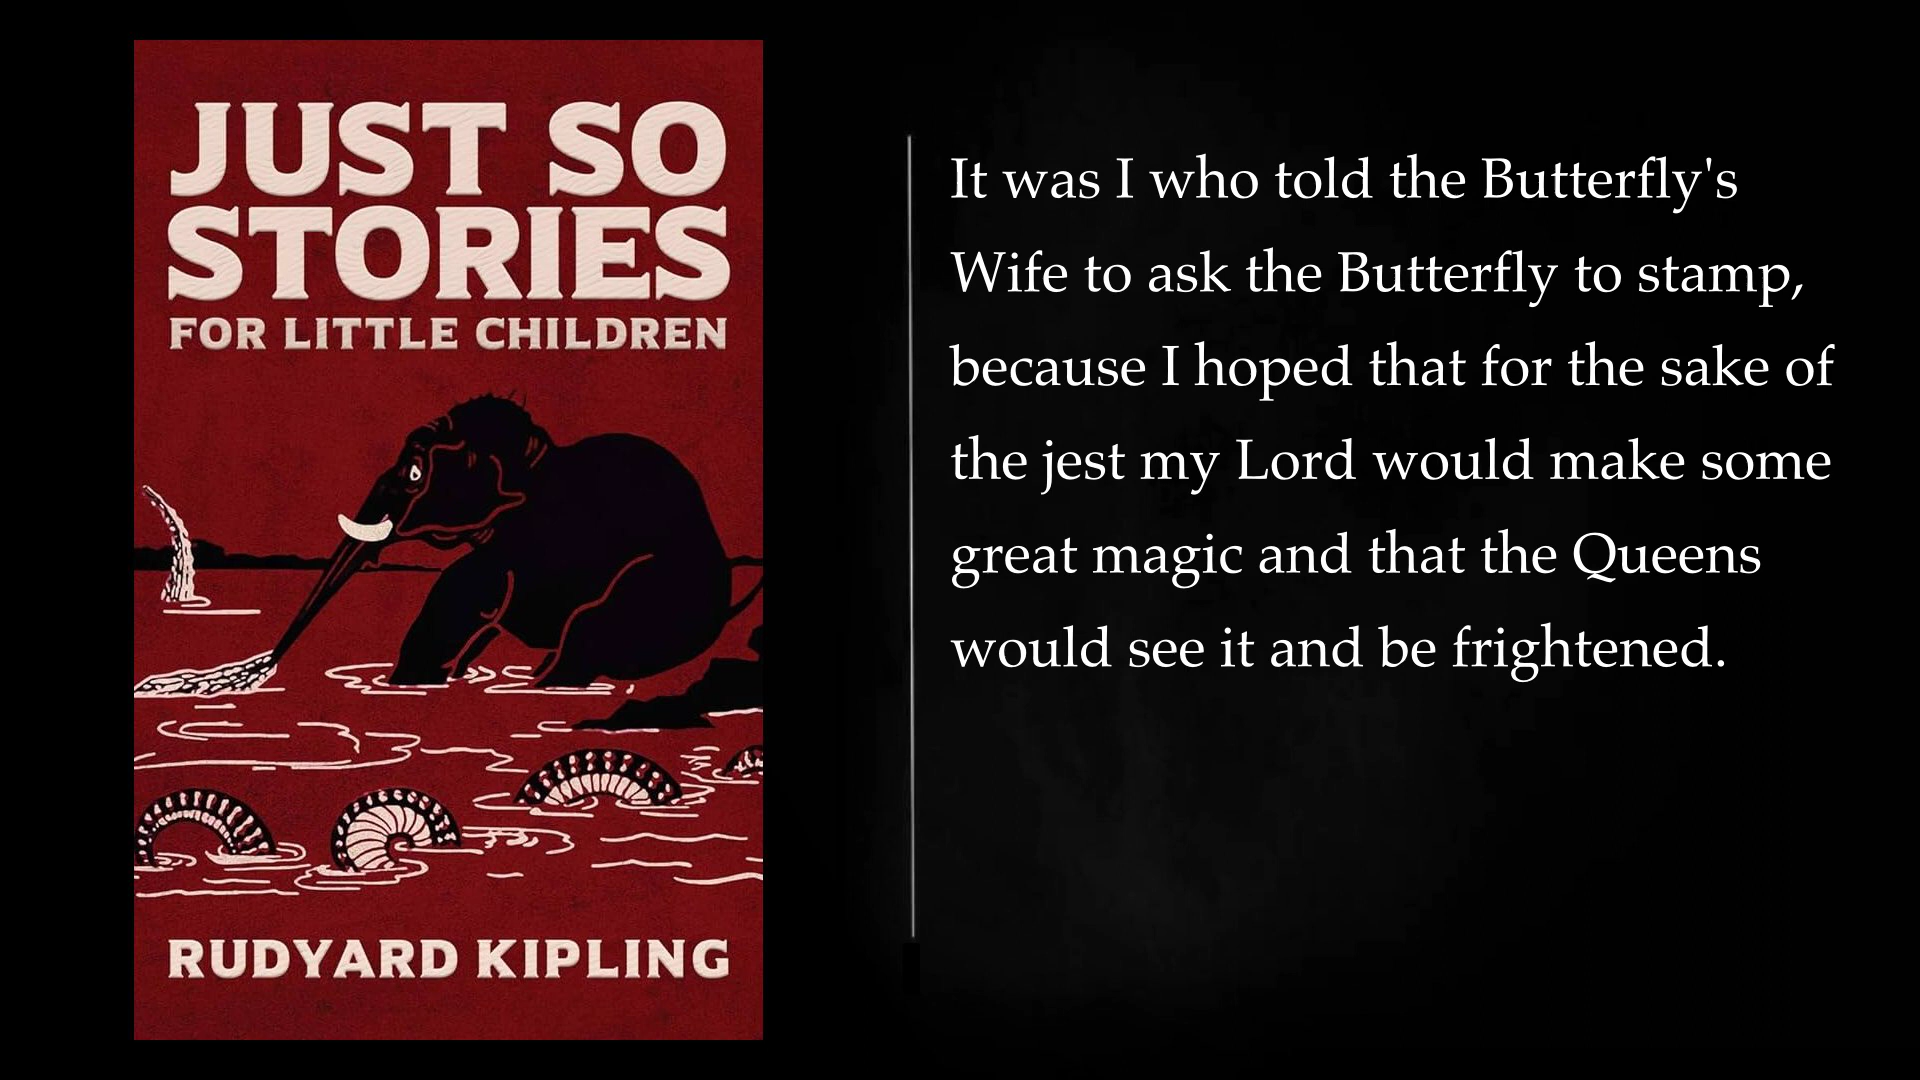 JUST SO
STORIES
FOR LITTLE CHILDREN
RUDYARD KIPLING
It was I who told the Butterfly's
Wife to ask the Butterfly to stamp,
because I hoped that for the sake of
the jest my Lord would make some
great magic and that the Queens
would see it and be frightened.